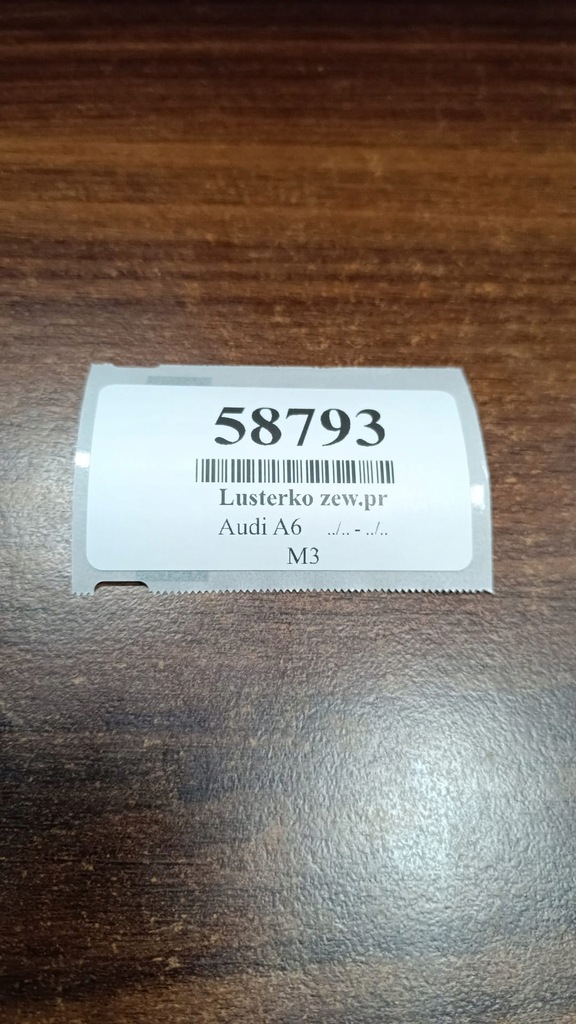 58793
Lusterko zew.pr
Audi A6 ../.. - ../..
M3